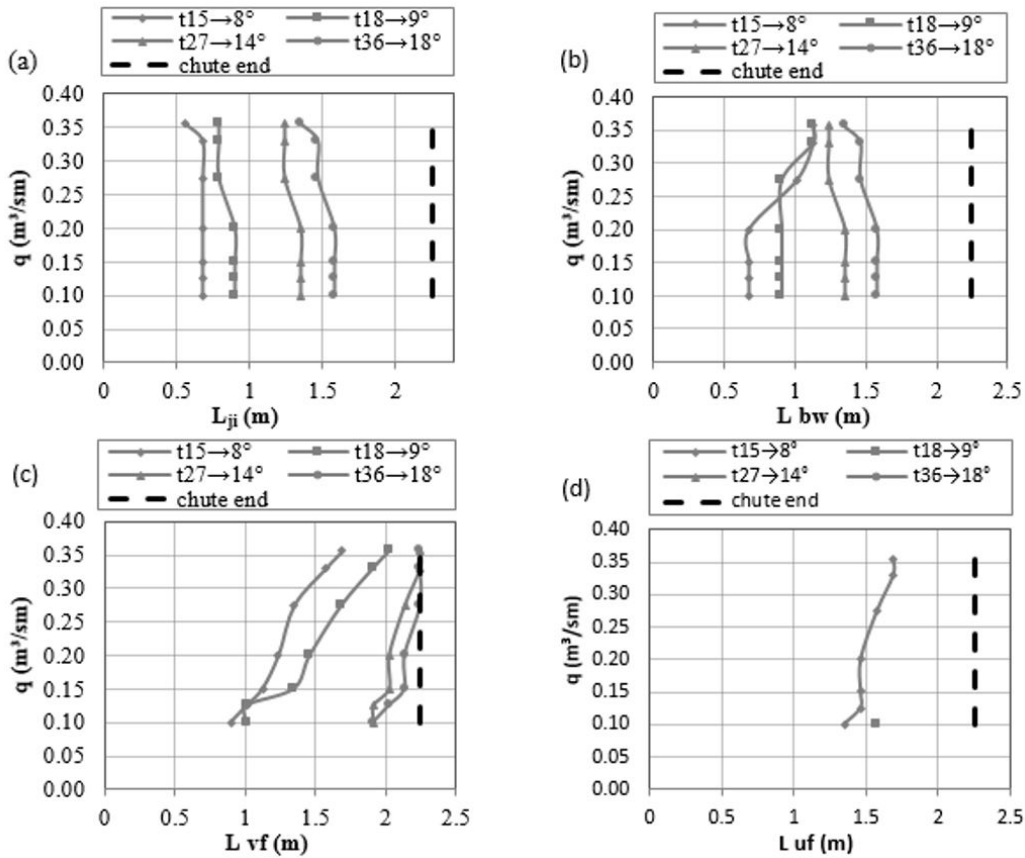 (a)
t15→8° t18→9°
t27→14° t36→18°
chute end
q (m³/sm)
0.40
0.35
0.30
0.25
0.20
0.15
0.10
0.05
0.00
0 0.5 1 1.5 2
Lji (m)
(b)
t15→8° t18→9°
t27→14° t36→18°
chute end
q (m³/sm)
0.40
0.35
0.30
0.25
0.20
0.15
0.10
0.05
0.00
0 0.5 1 1.5 2 2.5
L bw (m)
(c)
t15→8° t18→9°
t27→14° t36→18°
chute end
q (m³/sm)
0.40
0.35
0.30
0.25
0.20
0.15
0.10
0.05
0.00
0 0.5 1 1.5 2 2.5
L vf (m)
(d)
t15→8⁰ t18→9⁰
t27→14⁰ t36→18⁰
chute end
q (m³/sm)
0.40
0.35
0.30
0.25
0.20
0.15
0.10
0.05
0.00
0 0.5 1 1.5 2 2.5
L uf (m)